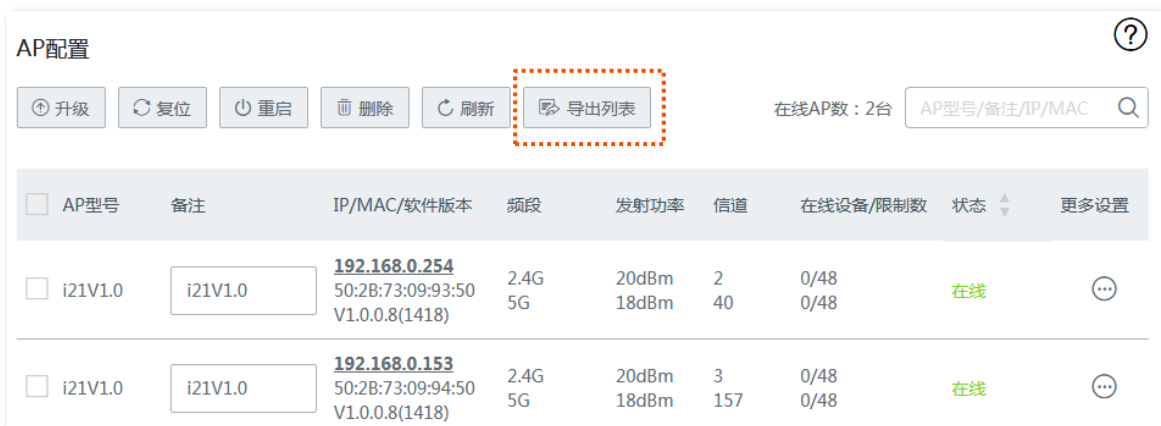 AP配置
升级 复位 重启 删除 刷新 导出列表 在线AP数：2台 AP型号/备注/IP/MAC
AP型号 备注 IP/MAC/软件版本 频段 发射功率 信道 在线设备/限制数 状态 更多设置
192.168.0.254
i21V1.0 i21V1.0 50:2B:73:09:93:50 2.4G 20dBm 2 0/48 在线
V1.0.0.8(1418) 5G 18dBm 40 0/48
192.168.0.153
i21V1.0 i21V1.0 50:2B:73:09:94:50 2.4G 20dBm 3 0/48 在线
V1.0.0.8(1418) 5G 18dBm 157 0/48